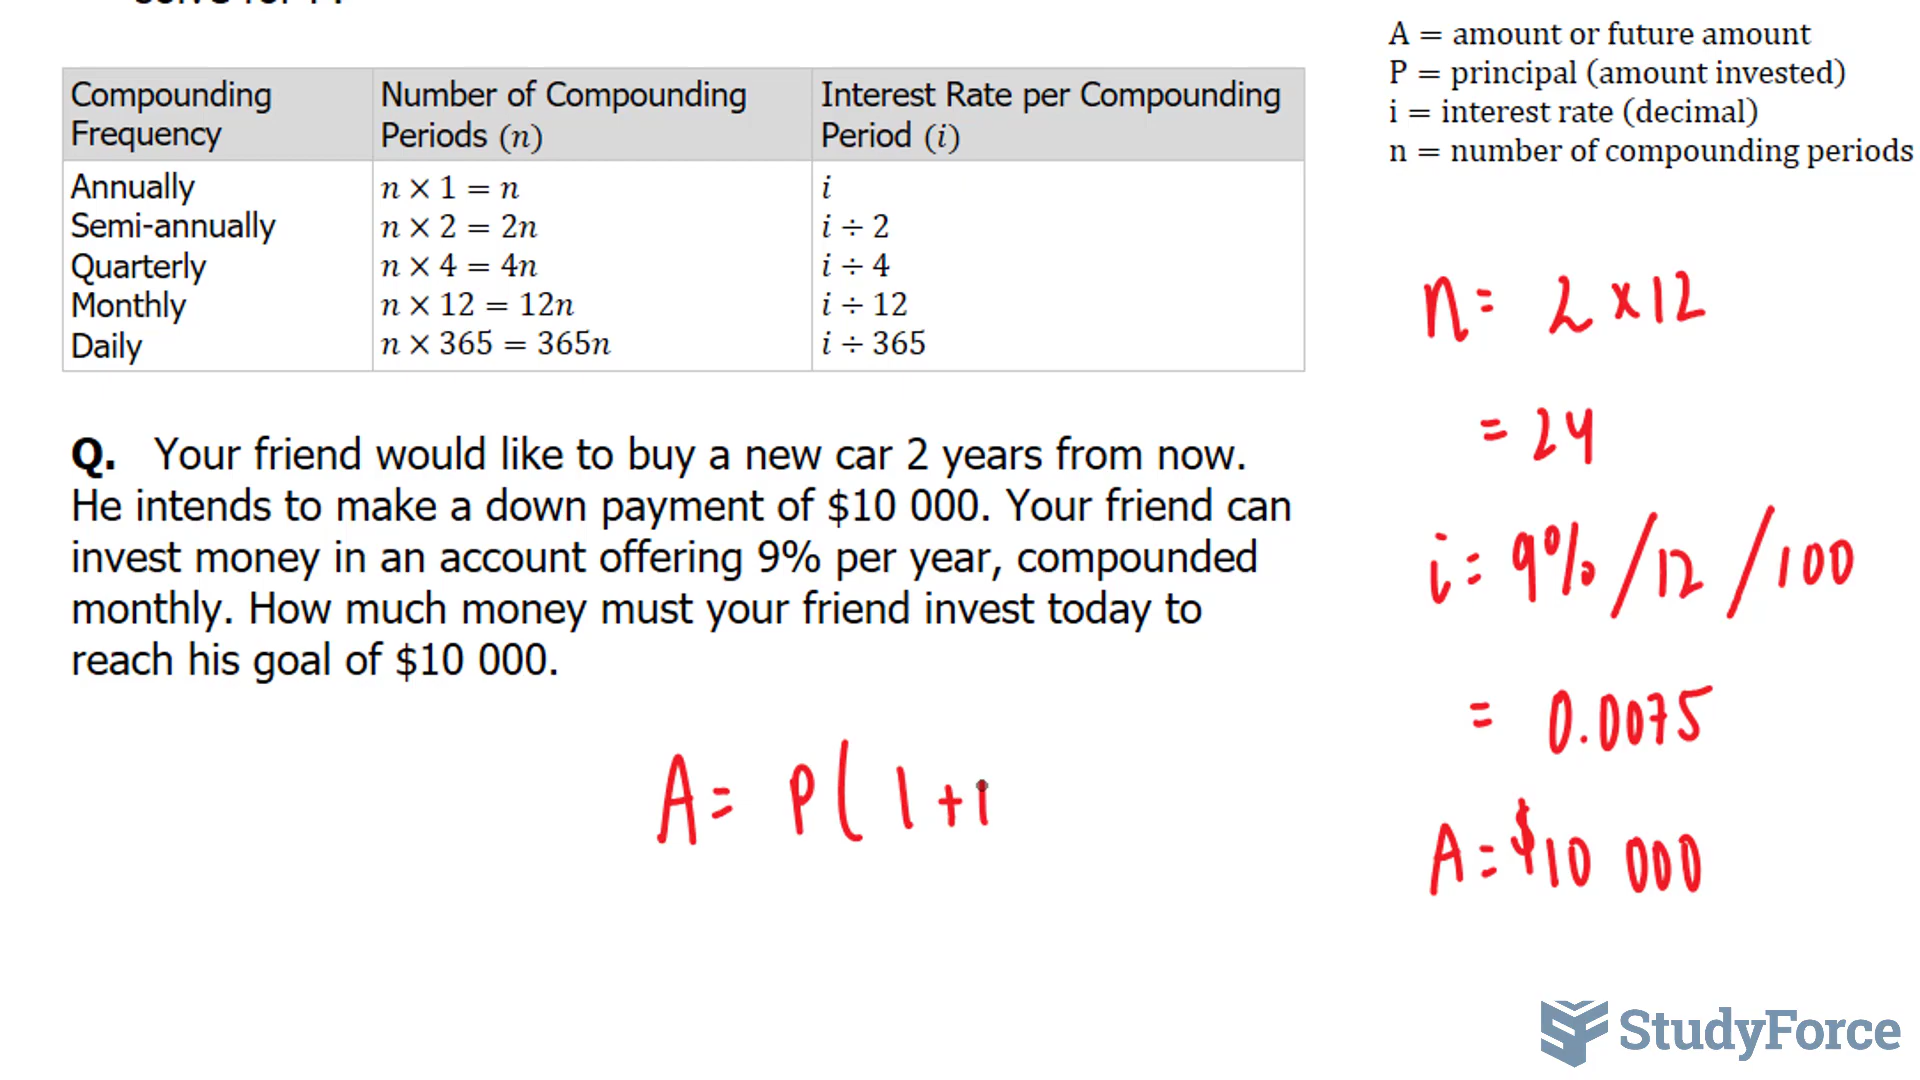 A = amount or future amount
P = principal (amount invested)
i = interest rate (decimal)
n = number of compounding periods
Compounding Frequency | Number of Compounding Periods (n) | Interest Rate per Compounding Period (i)
Annually | n × 1 = n | i
Semi-annually | n × 2 = 2n | i ÷ 2
Quarterly | n × 4 = 4n | i ÷ 4
Monthly | n × 12 = 12n | i ÷ 12
Daily | n × 365 = 365n | i ÷ 365
Q. Your friend would like to buy a new car 2 years from now.
He intends to make a down payment of $10 000. Your friend can
invest money in an account offering 9% per year, compounded
monthly. How much money must your friend invest today to
reach his goal of $10 000.
n = 2 × 12
= 24
i = 9% / 12 / 100
= 0.0075
A = $10 000
A = P( 1 + i
StudyForce